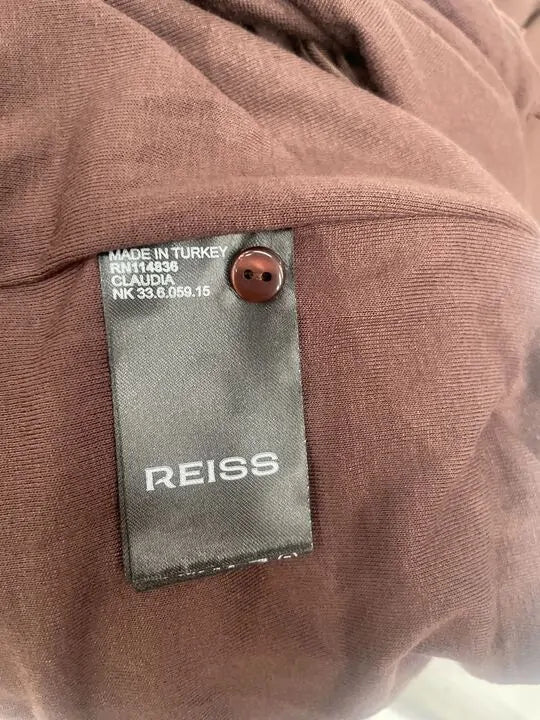 MADE IN TURKEY
RN114836
CLAUDIA
NK 33.6.059.15
REISS